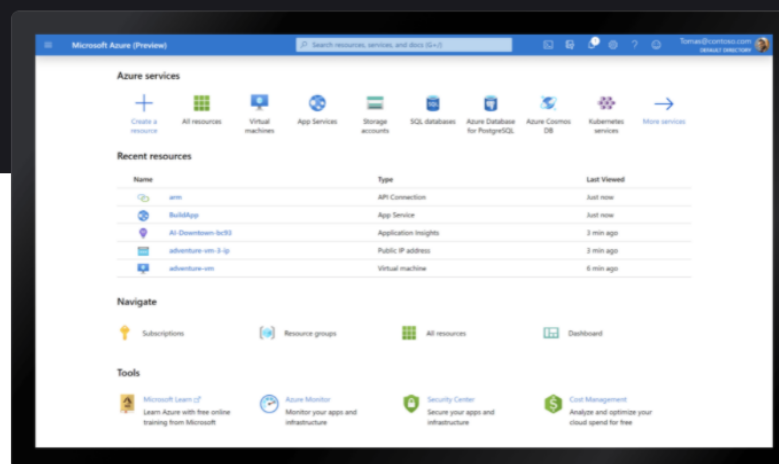 Microsoft Azure (Preview)
Search resources, services, and docs (G+/)
Tomas@contoso.com
DEFAULT DIRECTORY
Azure services
Create a resource
All resources
Virtual machines
App Services
Storage accounts
SQL databases
Azure Database for PostgreSQL
Azure Cosmos DB
Kubernetes services
More services
Recent resources
Name Type Last Viewed
arm API Connection Just now
BuildApp App Service Just now
AI-Downtown-bc93 Application Insights 3 min ago
adventure-vm-3-ip Public IP address 3 min ago
adventure-vm Virtual machine 6 min ago
Navigate
Subscriptions Resource groups All resources Dashboard
Tools
Microsoft Learn
Learn Azure with free online
training from Microsoft
Azure Monitor
Monitor your apps and
infrastructure
Security Center
Secure your apps and
infrastructure
Cost Management
Analyze and optimize your
cloud spend for free